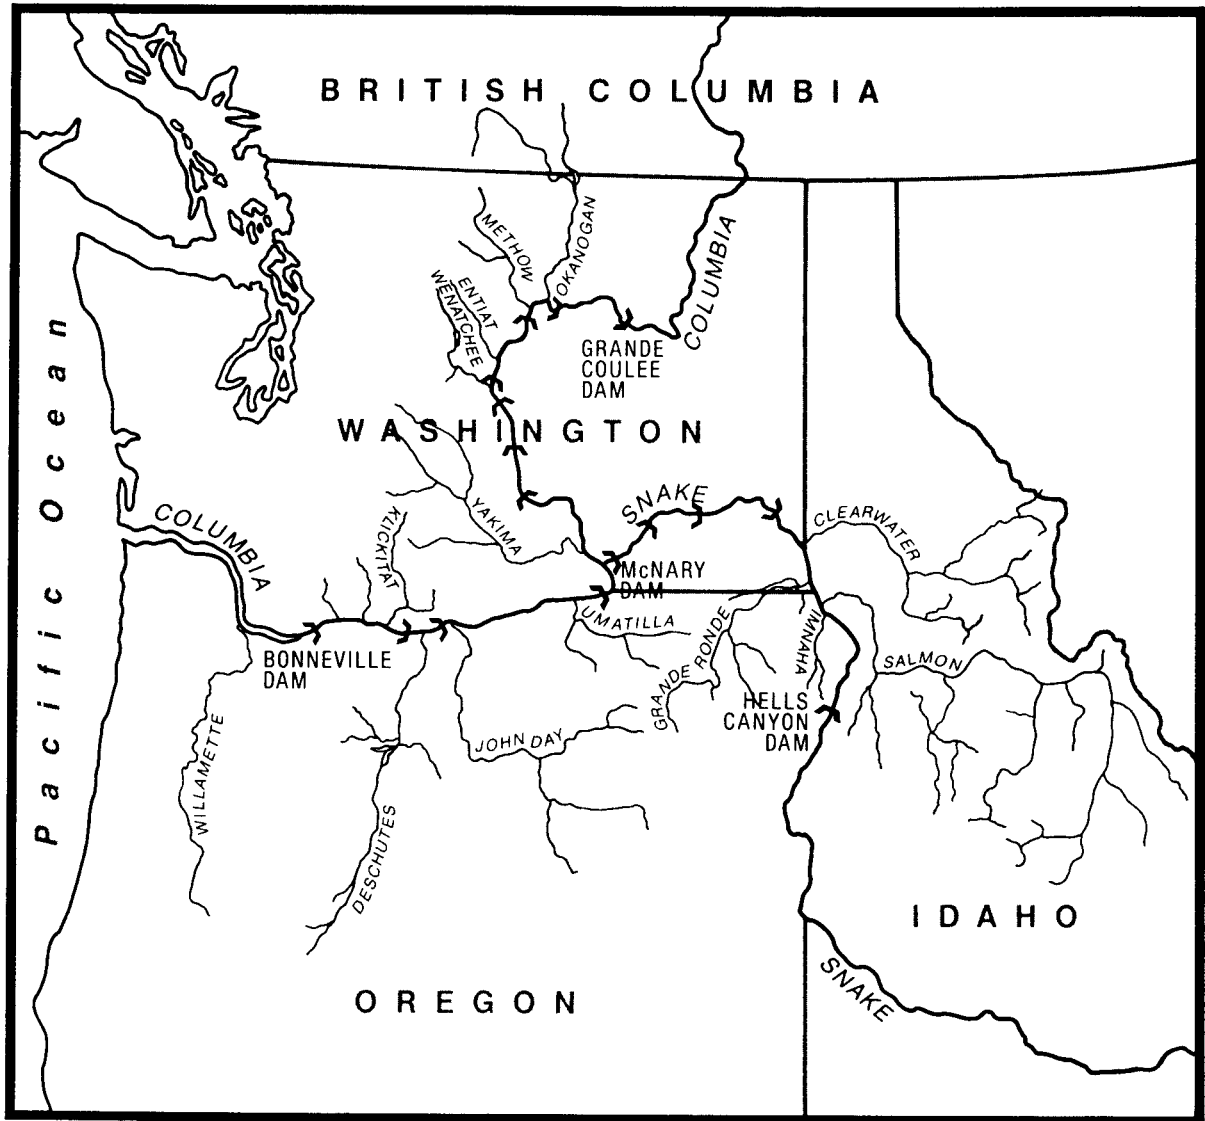 BRITISH COLUMBIA
METHOW
OKANOGAN
COLUMBIA
ENTIAT
WENATCHEE
GRANDE
COULEE
DAM
Pacific Ocean
WASHINGTON
SNAKE
COLUMBIA
KLICKITAT
YAKIMA
CLEARWATER
McNARY
DAM
UMATILLA
GRANDE RONDE
IMNAHA
SALMON
BONNEVILLE
DAM
HELLS
CANYON
DAM
WILLAMETTE
JOHN DAY
DESCHUTES
IDAHO
SNAKE
OREGON